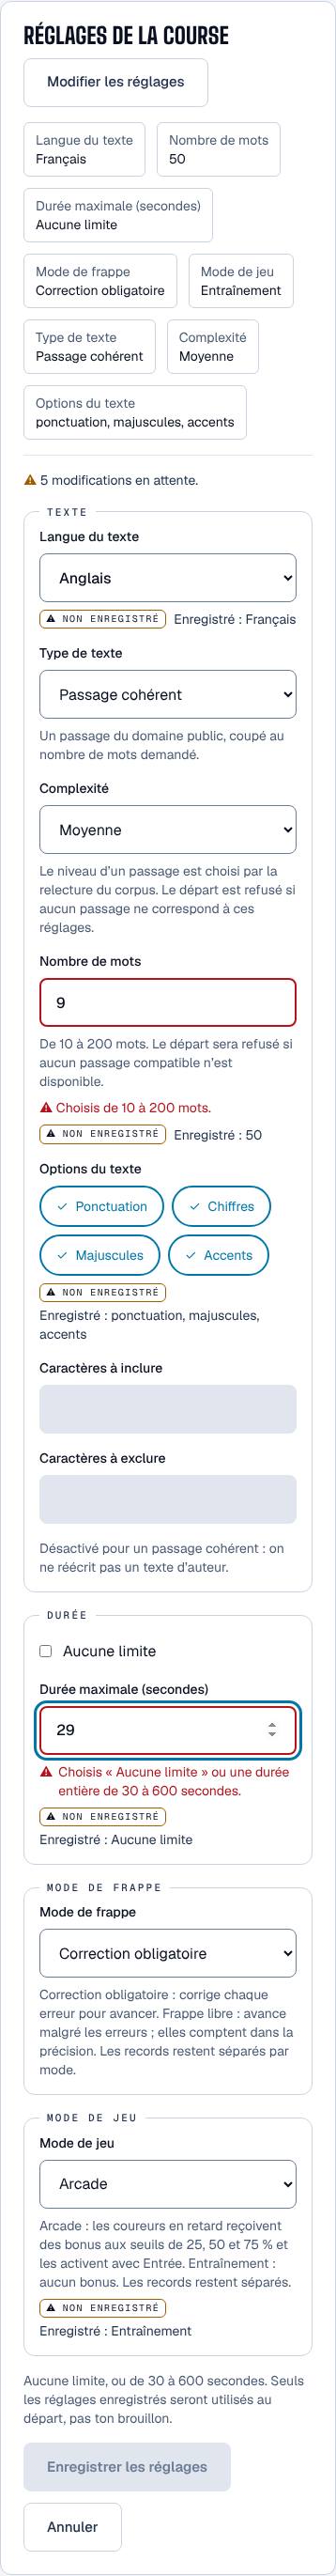 RÉGLAGES DE LA COURSE
Modifier les réglages
Langue du texte
Français
Nombre de mots
50
Durée maximale (secondes)
Aucune limite
Mode de frappe
Correction obligatoire
Mode de jeu
Entraînement
Type de texte
Passage cohérent
Complexité
Moyenne
Options du texte
ponctuation, majuscules, accents
⚠ 5 modifications en attente.
TEXTE
Langue du texte
Anglais
⚠ NON ENREGISTRÉ Enregistré : Français
Type de texte
Passage cohérent
Un passage du domaine public, coupé au
nombre de mots demandé.
Complexité
Moyenne
Le niveau d’un passage est choisi par la
relecture du corpus. Le départ est refusé si
aucun passage ne correspond à ces
réglages.
Nombre de mots
9
De 10 à 200 mots. Le départ sera refusé si
aucun passage compatible n’est
disponible.
⚠ Choisis de 10 à 200 mots.
⚠ NON ENREGISTRÉ Enregistré : 50
Options du texte
✓ Ponctuation ✓ Chiffres
✓ Majuscules ✓ Accents
⚠ NON ENREGISTRÉ
Enregistré : ponctuation, majuscules,
accents
Caractères à inclure
Caractères à exclure
Désactivé pour un passage cohérent : on
ne réécrit pas un texte d’auteur.
DURÉE
Aucune limite
Durée maximale (secondes)
29
⚠ Choisis « Aucune limite » ou une durée
entière de 30 à 600 secondes.
⚠ NON ENREGISTRÉ
Enregistré : Aucune limite
MODE DE FRAPPE
Mode de frappe
Correction obligatoire
Correction obligatoire : corrige chaque
erreur pour avancer. Frappe libre : avance
malgré les erreurs ; elles comptent dans la
précision. Les records restent séparés par
mode.
MODE DE JEU
Mode de jeu
Arcade
Arcade : les coureurs en retard reçoivent
des bonus aux seuils de 25, 50 et 75 % et
les activent avec Entrée. Entraînement :
aucun bonus. Les records restent séparés.
⚠ NON ENREGISTRÉ
Enregistré : Entraînement
Aucune limite, ou de 30 à 600 secondes. Seuls
les réglages enregistrés seront utilisés au
départ, pas ton brouillon.
Enregistrer les réglages
Annuler